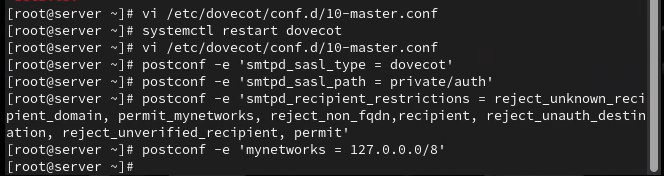 [root@server ~]# vi /etc/dovecot/conf.d/10-master.conf
[root@server ~]# systemctl restart dovecot
[root@server ~]# vi /etc/dovecot/conf.d/10-master.conf
[root@server ~]# postconf -e 'smtpd_sasl_type = dovecot'
[root@server ~]# postconf -e 'smtpd_sasl_path = private/auth'
[root@server ~]# postconf -e 'smtpd_recipient_restrictions = reject_unknown_reci
pient_domain, permit_mynetworks, reject_non_fqdn,recipient, reject_unauth_destin
ation, reject_unverified_recipient, permit'
[root@server ~]# postconf -e 'mynetworks = 127.0.0.0/8'
[root@server ~]#